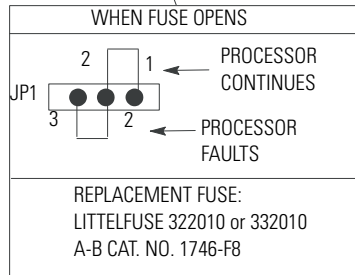 WHEN FUSE OPENS
2 1 PROCESSOR
CONTINUES
JP1
3 2 PROCESSOR
FAULTS
REPLACEMENT FUSE:
LITTELFUSE 322010 or 332010
A-B CAT. NO. 1746-F8